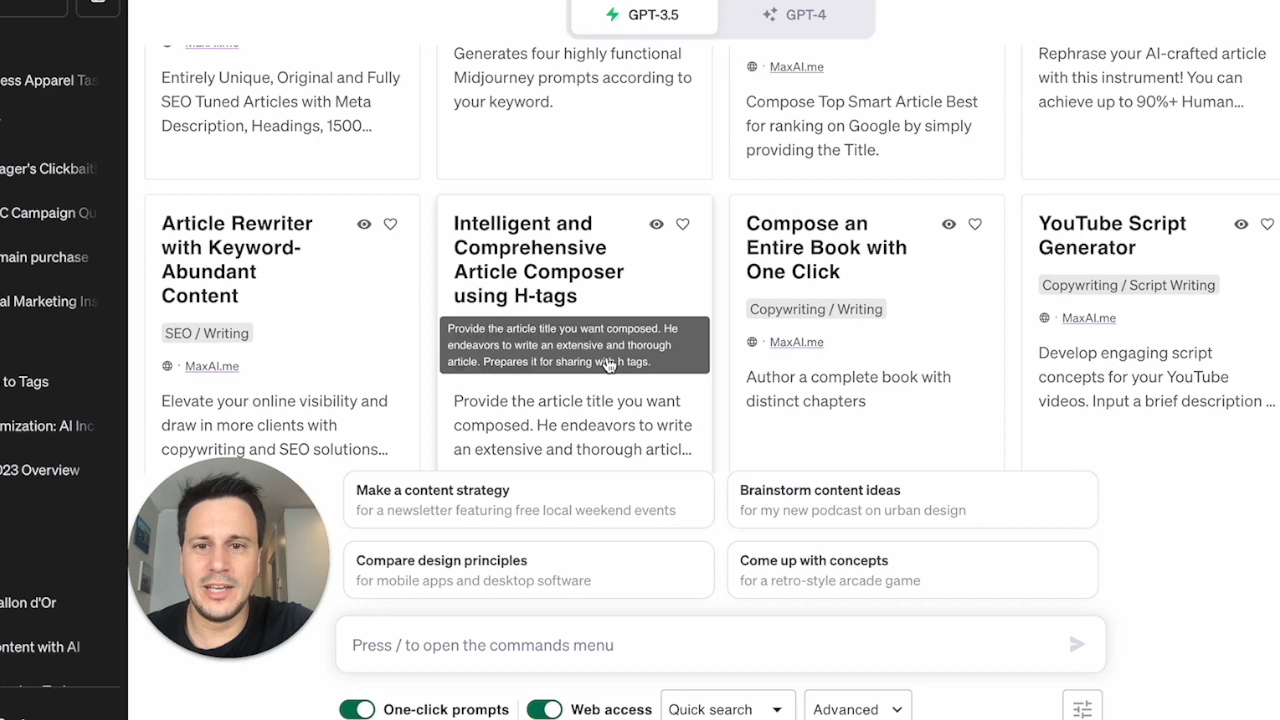 GPT-3.5
GPT-4
ess Apparel Tas
ager's Clickbait
C Campaign Qu
main purchase
al Marketing Ins
to Tags
mization: AI Inc
023 Overview
allon d'Or
ntent with AI
MaxAI.me
Entirely Unique, Original and Fully
SEO Tuned Articles with Meta
Description, Headings, 1500...
Generates four highly functional
Midjourney prompts according to
your keyword.
MaxAI.me
Compose Top Smart Article Best
for ranking on Google by simply
providing the Title.
Rephrase your AI-crafted article
with this instrument! You can
achieve up to 90%+ Human...
Article Rewriter
with Keyword-
Abundant
Content
SEO / Writing
MaxAI.me
Elevate your online visibility and
draw in more clients with
copywriting and SEO solutions...
Intelligent and
Comprehensive
Article Composer
using H-tags
Provide the article title you want composed. He
endeavors to write an extensive and thorough
article. Prepares it for sharing with h tags.
Provide the article title you want
composed. He endeavors to write
an extensive and thorough articl...
Compose an
Entire Book with
One Click
Copywriting / Writing
MaxAI.me
Author a complete book with
distinct chapters
YouTube Script
Generator
Copywriting / Script Writing
MaxAI.me
Develop engaging script
concepts for your YouTube
videos. Input a brief description ...
Make a content strategy
for a newsletter featuring free local weekend events
Brainstorm content ideas
for my new podcast on urban design
Compare design principles
for mobile apps and desktop software
Come up with concepts
for a retro-style arcade game
Press / to open the commands menu
One-click prompts
Web access
Quick search
Advanced